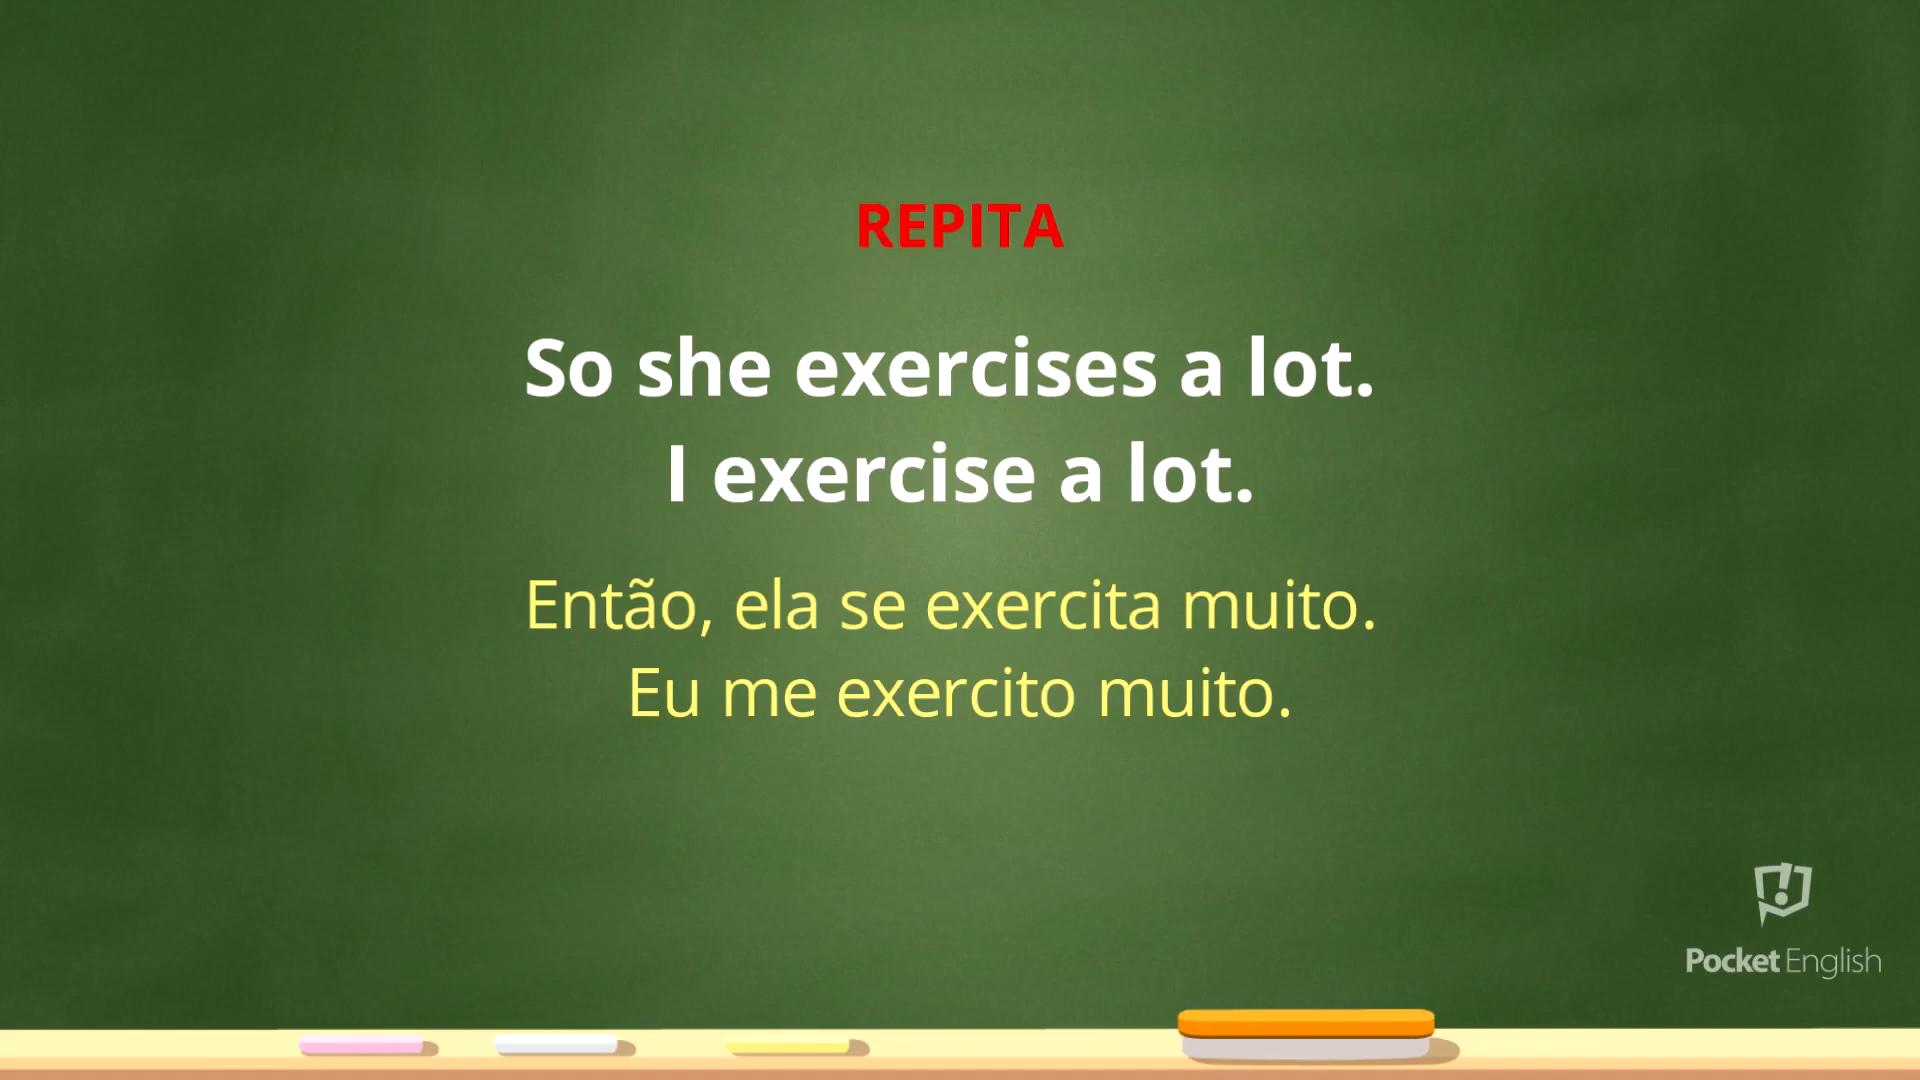 REPITA
So she exercises a lot.
I exercise a lot.
Então, ela se exercita muito.
Eu me exercito muito.
Pocket English